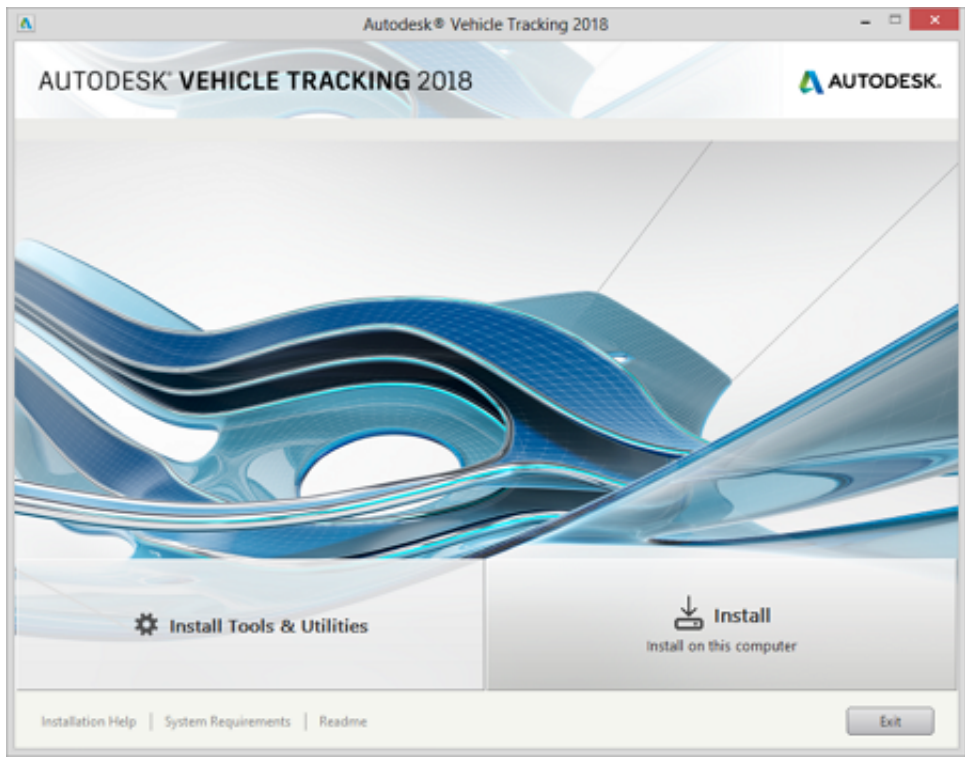 Autodesk® Vehicle Tracking 2018
AUTODESK® VEHICLE TRACKING 2018
AUTODESK.
Install Tools & Utilities
Install
Install on this computer
Installation Help | System Requirements | Readme
Exit